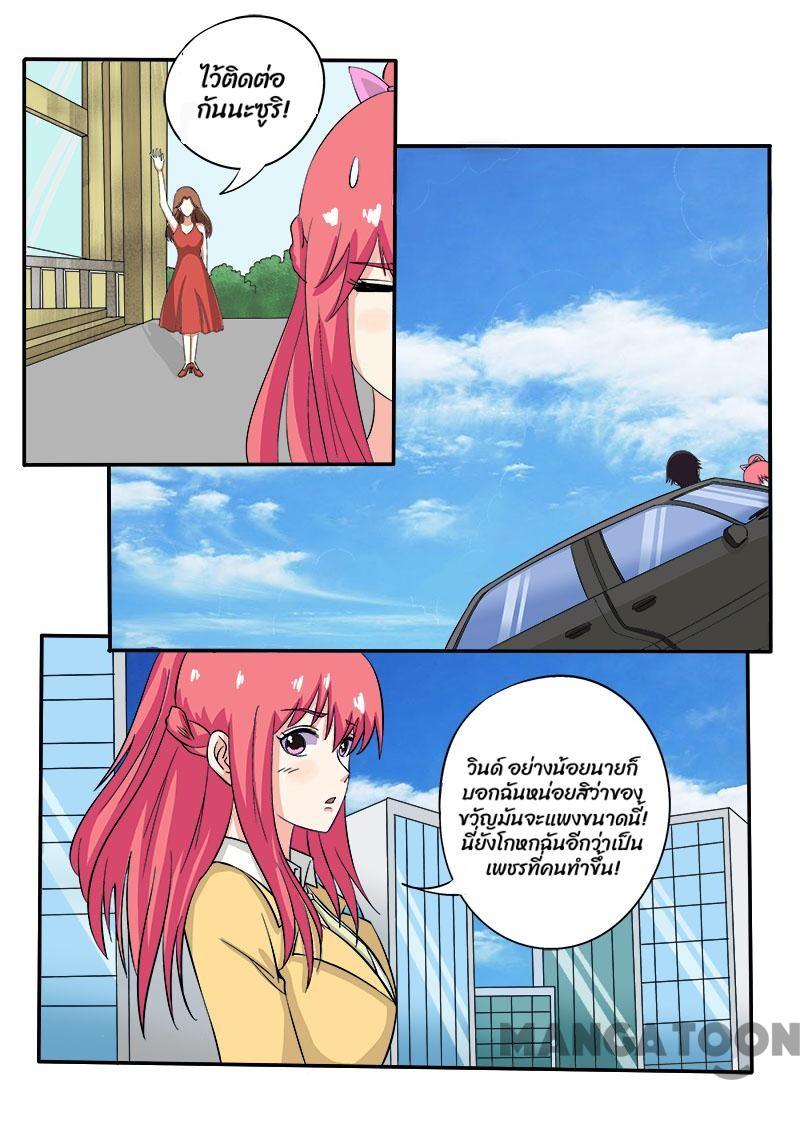 ไว้ติดต่อ
กันนะซูริ!
วินด์ อย่างน้อยนายก็
บอกฉันหน่อยสิว่าของ
ขวัญมันจะแพงขนาดนี้!
นี่ยังโกหกฉันอีกว่าเป็น
เพชรที่คนทำขึ้น!
MANGATOON